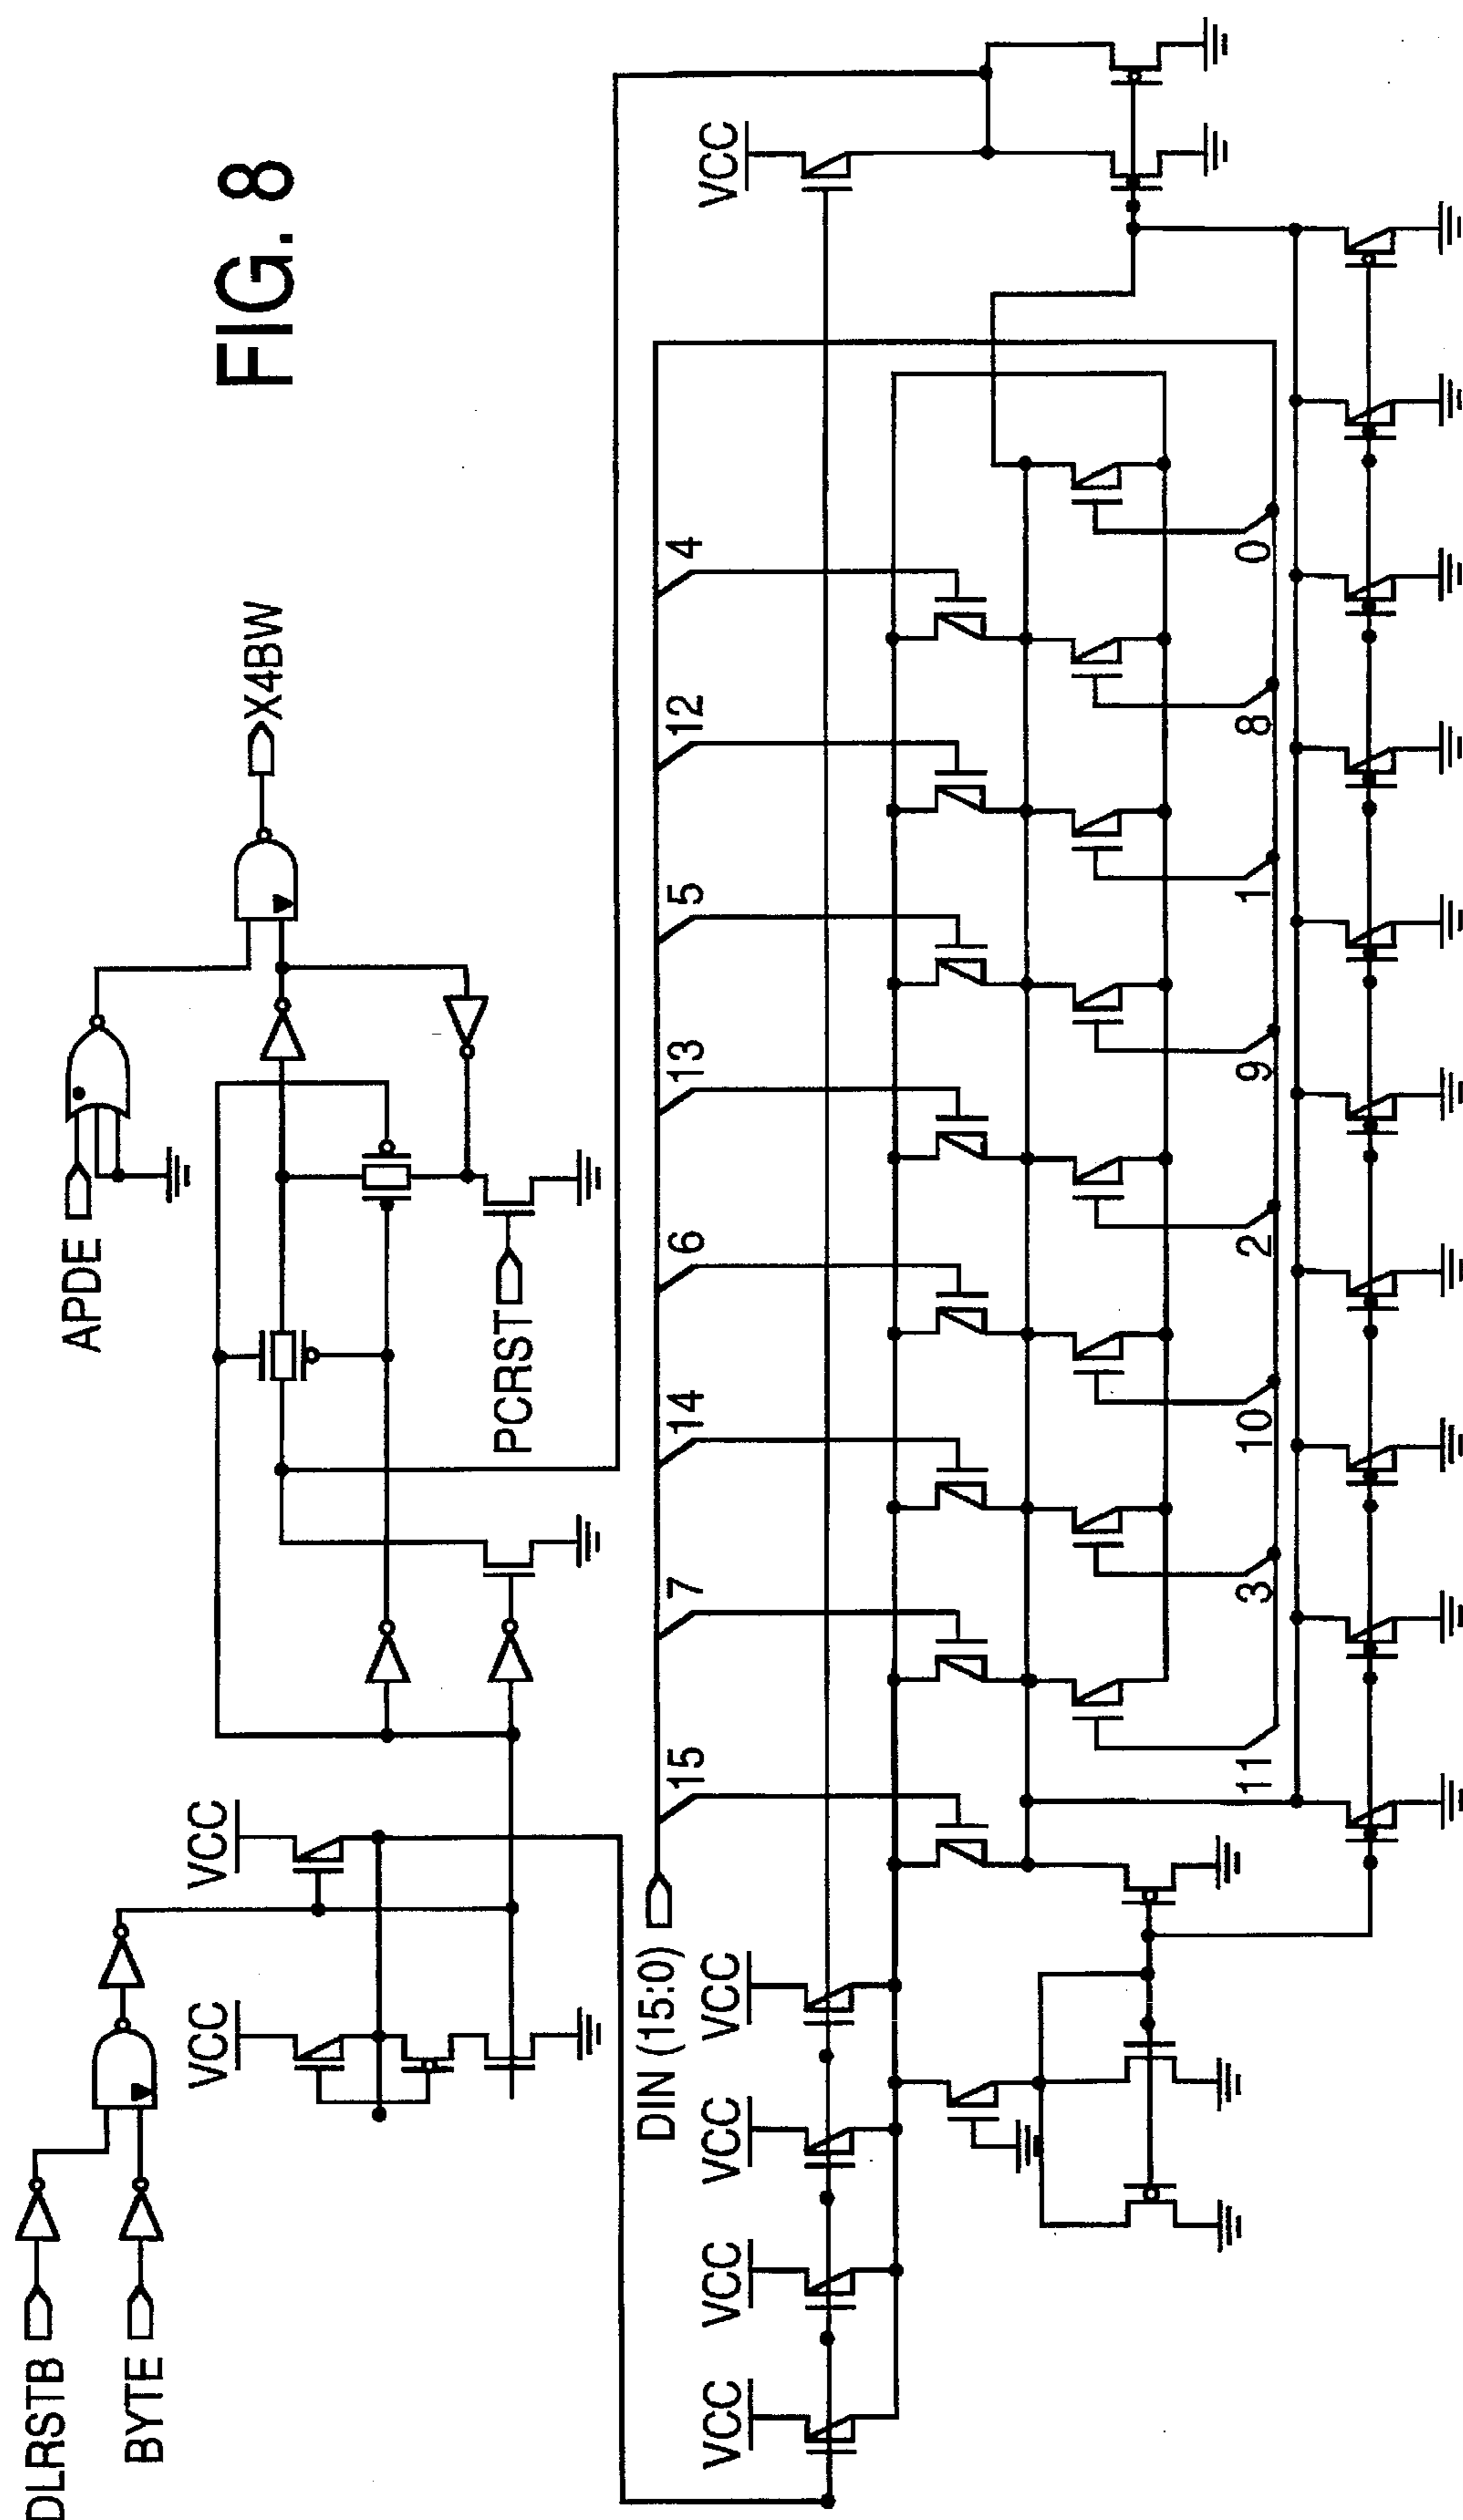 FIG. 8
DLRSTB
BYTE
VCC
VCC
APDE
PCRST
X4BW
DIN (15:0)
15
7
14
6
13
5
12
4
VCC
VCC
VCC
VCC
VCC
11
3
10
2
9
1
8
0